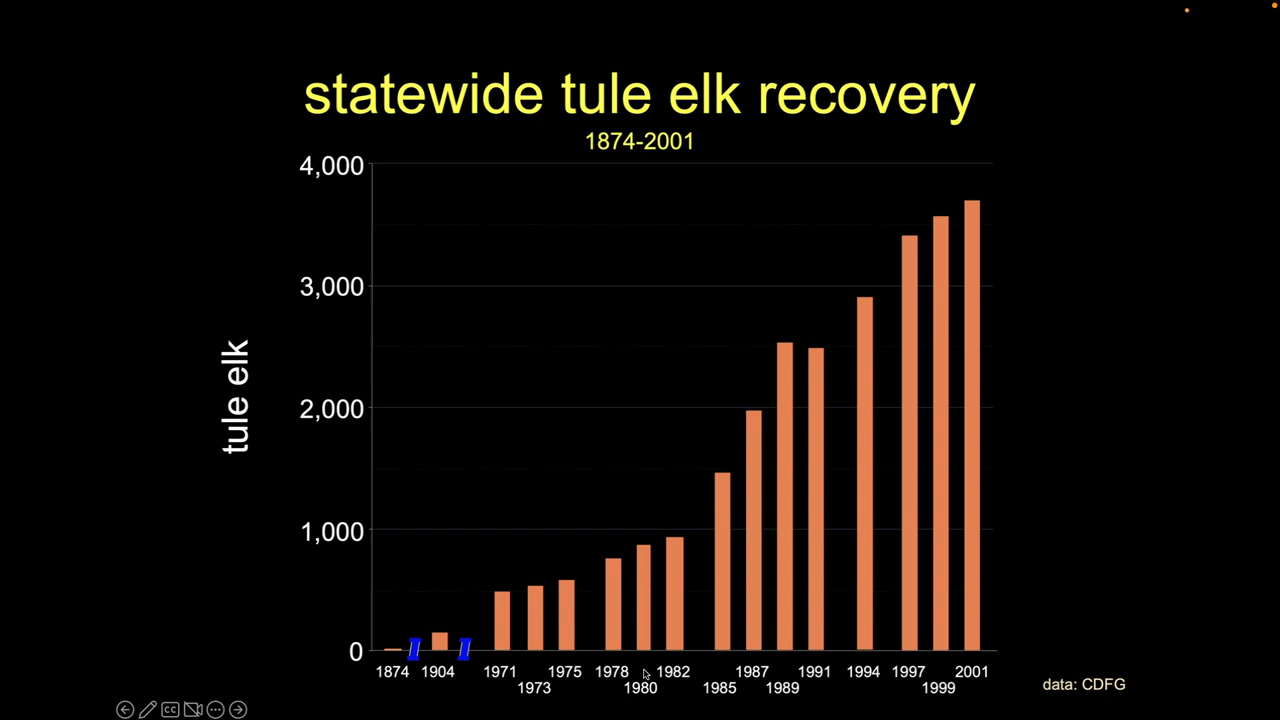 statewide tule elk recovery
1874-2001
4,000
3,000
2,000
1,000
0
tule elk
1874 1904 1971 1975 1978 1982 1987 1991 1994 1997 2001
1973 1980 1985 1989 1999
data: CDFG
CC